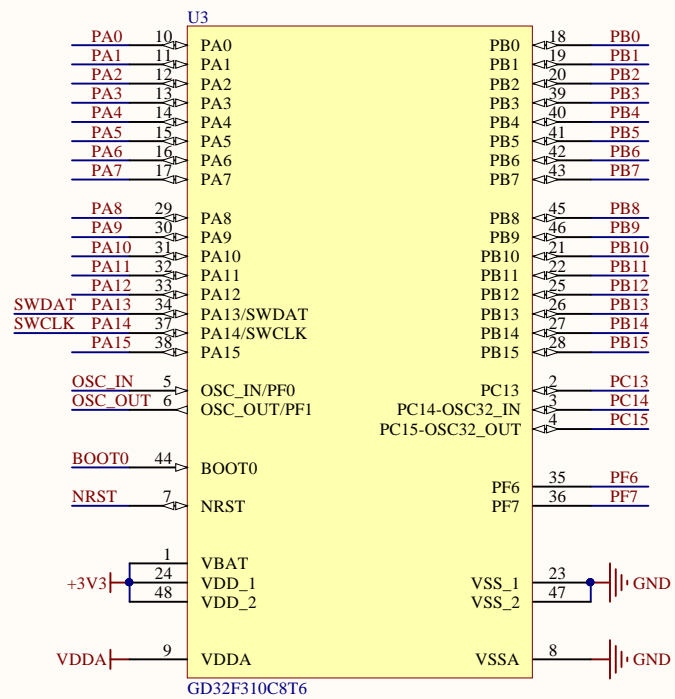 U3
PA0 10 PA0 PB0 18 PB0
PA1 11 PA1 PB1 19 PB1
PA2 12 PA2 PB2 20 PB2
PA3 13 PA3 PB3 39 PB3
PA4 14 PA4 PB4 40 PB4
PA5 15 PA5 PB5 41 PB5
PA6 16 PA6 PB6 42 PB6
PA7 17 PA7 PB7 43 PB7
PA8 29 PA8 PB8 45 PB8
PA9 30 PA9 PB9 46 PB9
PA10 31 PA10 PB10 21 PB10
PA11 32 PA11 PB11 22 PB11
PA12 33 PA12 PB12 25 PB12
SWDAT PA13 34 PA13/SWDAT PB13 26 PB13
SWCLK PA14 37 PA14/SWCLK PB14 27 PB14
PA15 38 PA15 PB15 28 PB15
OSC_IN 5 OSC_IN/PF0 PC13 2 PC13
OSC_OUT 6 OSC_OUT/PF1 PC14-OSC32_IN 3 PC14
PC15-OSC32_OUT 4 PC15
BOOT0 44 BOOT0
PF6 35 PF6
NRST 7 NRST PF7 36 PF7
1 VBAT
+3V3 24 VDD_1 VSS_1 23 GND
48 VDD_2 VSS_2 47
VDDA 9 VDDA VSSA 8 GND
GD32F310C8T6